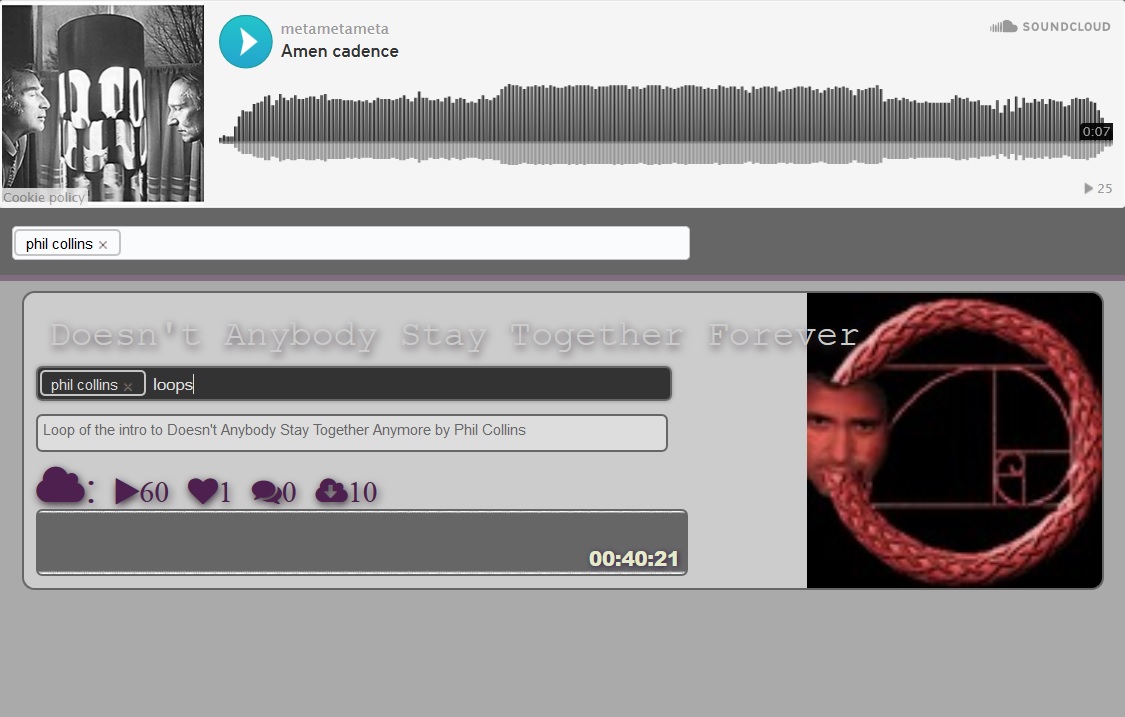 metametameta
SOUNDCLOUD
Amen cadence
0:07
Cookie policy
25
phil collins ×
Doesn't Anybody Stay Together Forever
phil collins × loops
Loop of the intro to Doesn't Anybody Stay Together Anymore by Phil Collins
: 60 1 0 10
00:40:21